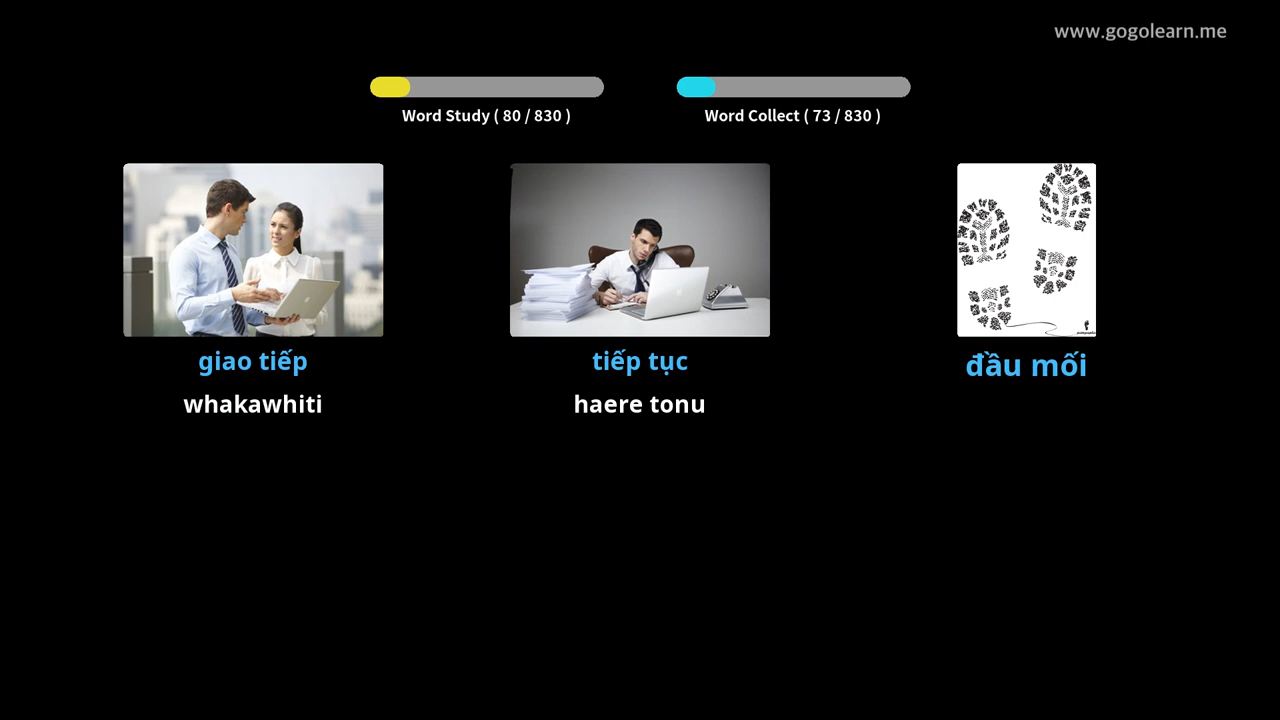 www.gogolearn.me
Word Study ( 80 / 830 )
Word Collect ( 73 / 830 )
giao tiếp
whakawhiti
tiếp tục
haere tonu
đầu mối